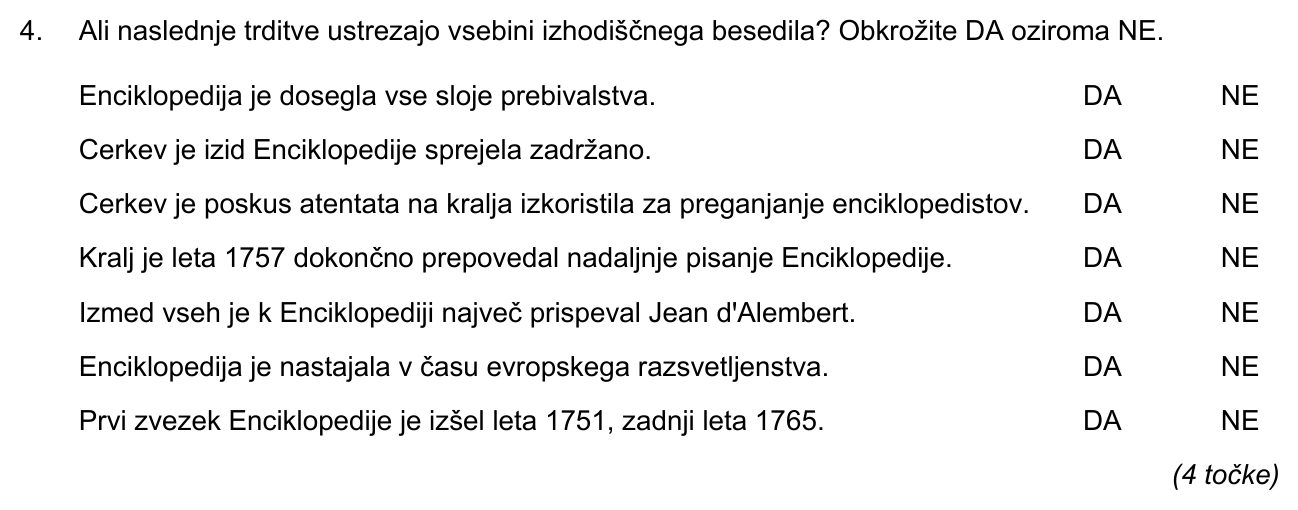 4. Ali naslednje trditve ustrezajo vsebini izhodiščnega besedila? Obkrožite DA oziroma NE.
Enciklopedija je dosegla vse sloje prebivalstva. DA NE
Cerkev je izid Enciklopedije sprejela zadržano. DA NE
Cerkev je poskus atentata na kralja izkoristila za preganjanje enciklopedistov. DA NE
Kralj je leta 1757 dokončno prepovedal nadaljnje pisanje Enciklopedije. DA NE
Izmed vseh je k Enciklopediji največ prispeval Jean d'Alembert. DA NE
Enciklopedija je nastajala v času evropskega razsvetljenstva. DA NE
Prvi zvezek Enciklopedije je izšel leta 1751, zadnji leta 1765. DA NE
(4 točke)